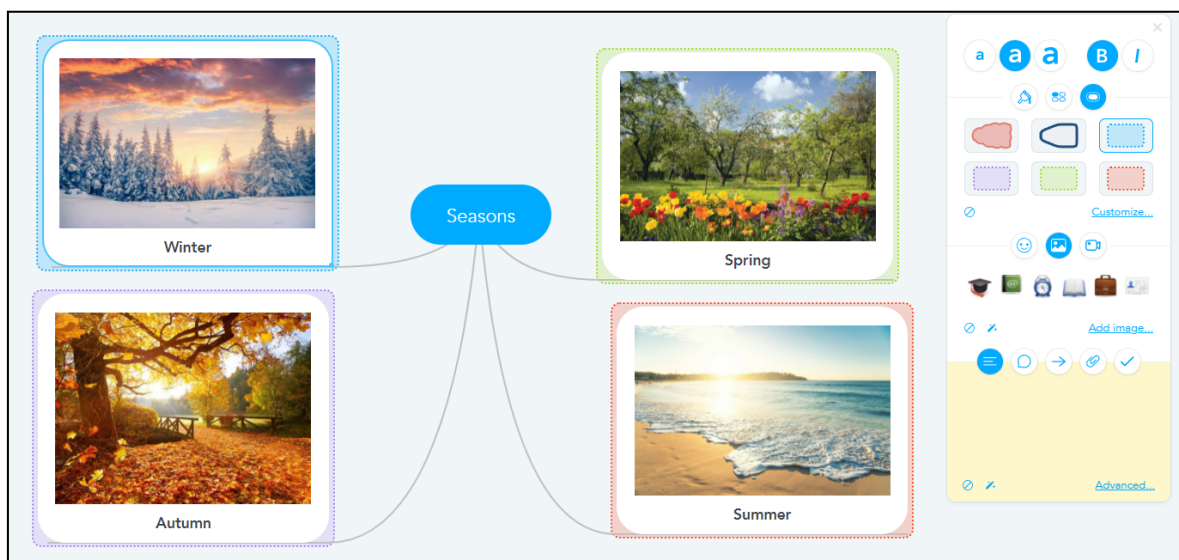 Seasons
Winter
Spring
Autumn
Summer
a a a B I
Customize...
Add image...
Advanced...